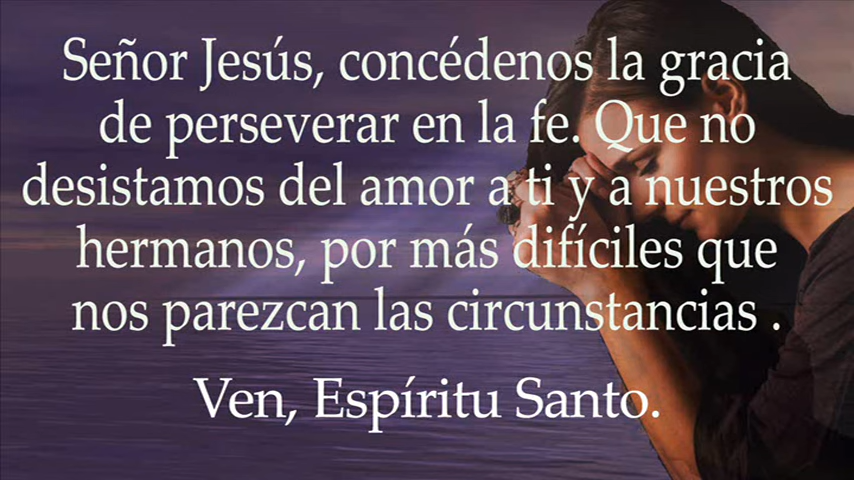 Señor Jesús, concédenos la gracia
de perseverar en la fe. Que no
desistamos del amor a ti y a nuestros
hermanos, por más difíciles que
nos parezcan las circunstancias .
Ven, Espíritu Santo.